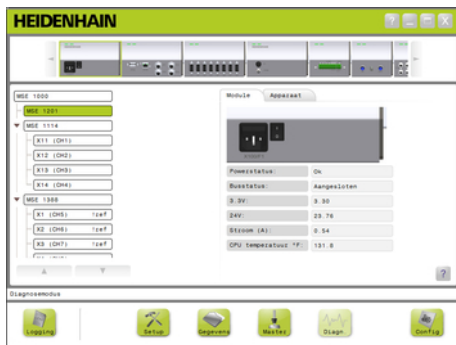 HEIDENHAIN
MSE 1000
MSE 1201
MSE 1114
X11 (CH1)
X12 (CH2)
X13 (CH3)
X14 (CH4)
MSE 1388
X1 (CH5) !ref
X2 (CH6) !ref
X3 (CH7) !ref
Module Apparaat
Powerstatus: On
Busstatus: Aangesloten
3.3V: 3.30
24V: 23.76
Stroom (A): 0.54
CPU temperatuur °F: 131.8
Diagnosemodus
Logging Setup Gegevens Master Diagn. Config